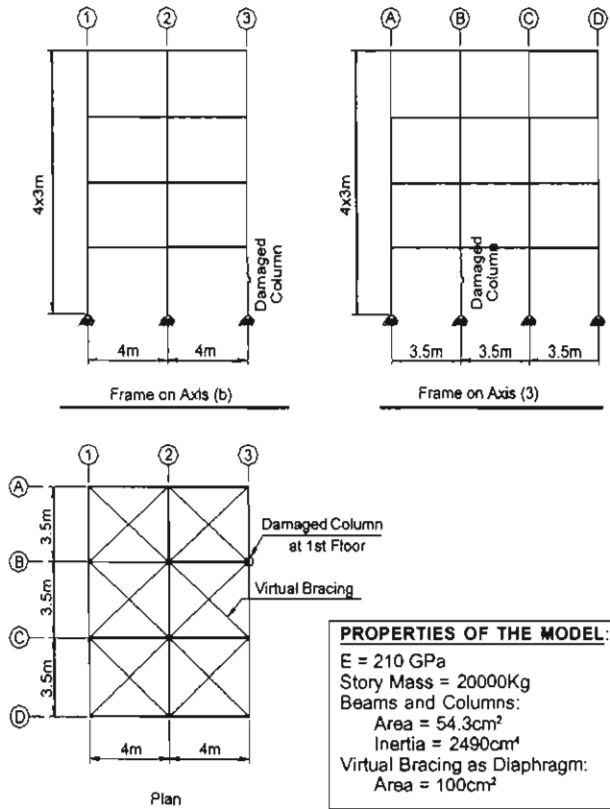 1 2 3
A B C D
4x3m
4x3m
Damaged
Column
Damaged
Column
4m 4m
3.5m 3.5m 3.5m
Frame on Axis (b)
Frame on Axis (3)
1 2 3
A
3.5m
B
3.5m
C
3.5m
D
Damaged Column
at 1st Floor
Virtual Bracing
4m 4m
Plan
PROPERTIES OF THE MODEL:
E = 210 GPa
Story Mass = 20000Kg
Beams and Columns:
Area = 54.3cm²
Inertia = 2490cm⁴
Virtual Bracing as Diaphragm:
Area = 100cm²